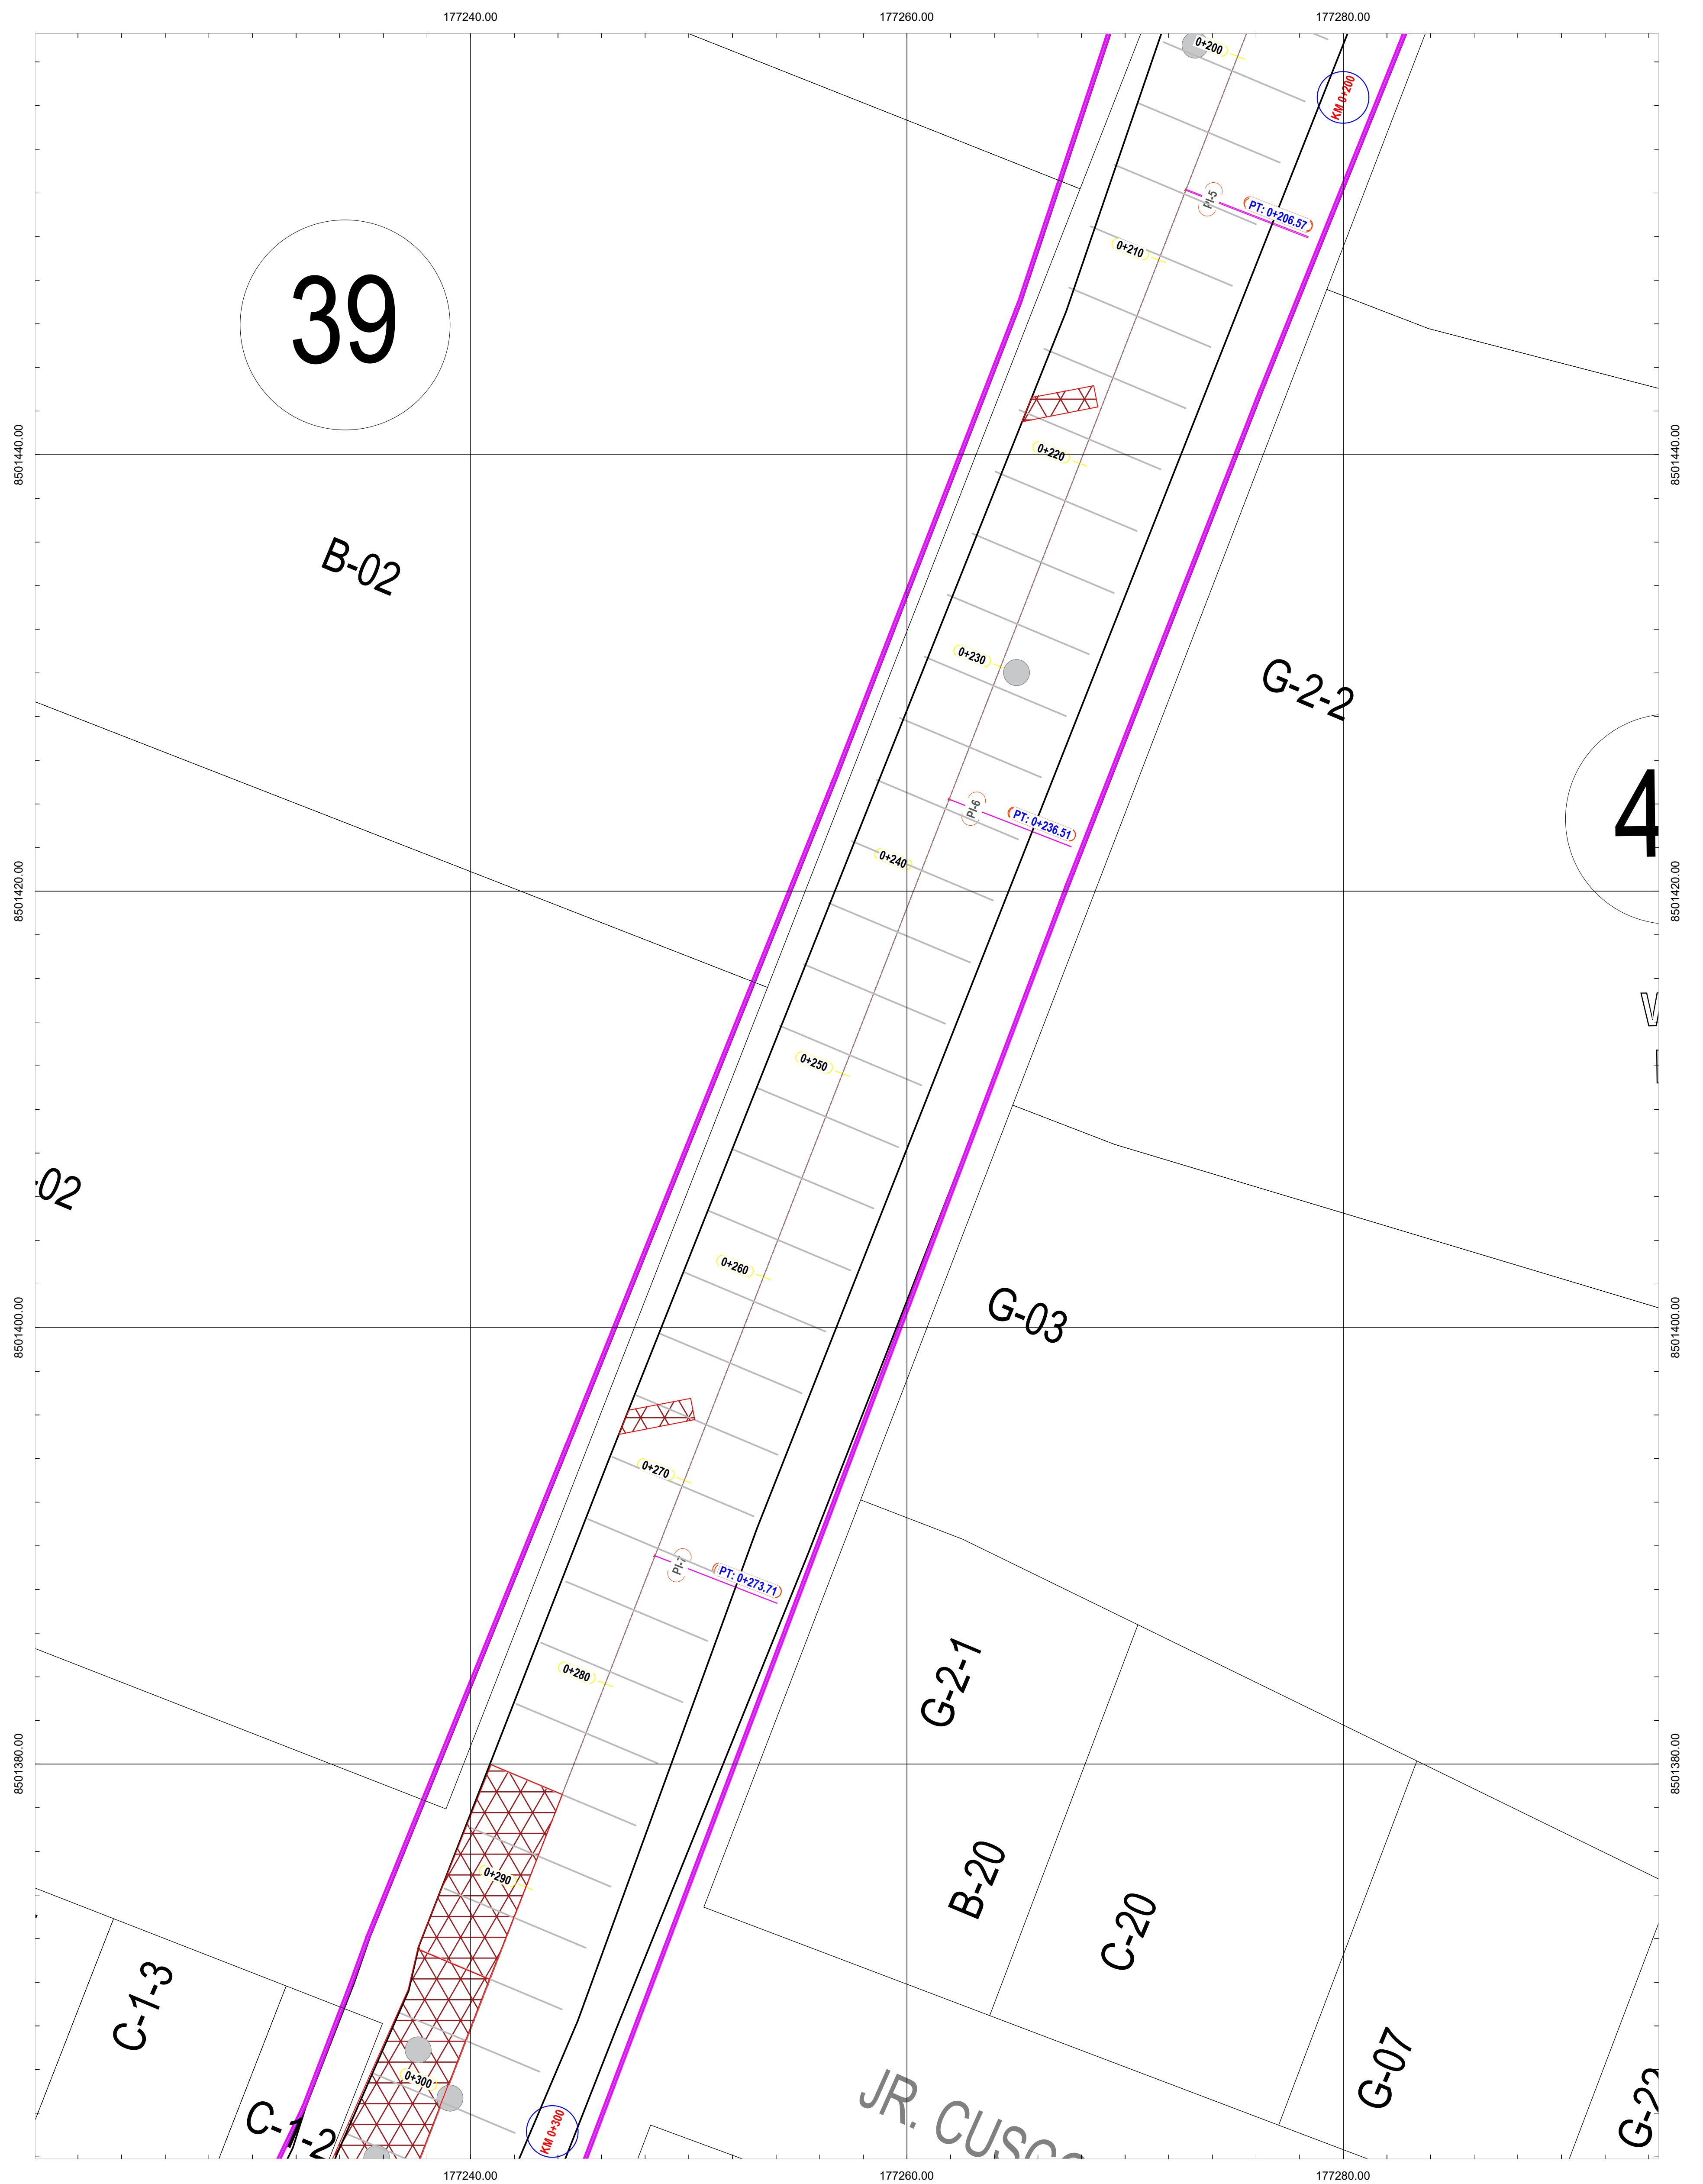 177240.00
177260.00
177280.00
0+200
KM 0+200
PI-5
PT: 0+206.57
0+210
39
8501440.00
8501440.00
0+220
B-02
0+230
G-2-2
4
PI-6
PT: 0+236.51
0+240
8501420.00
8501420.00
0+250
-02
0+260
G-03
8501400.00
8501400.00
0+270
PT: 0+273.71
0+280
G-2-1
8501380.00
8501380.00
0+290
B-20
C-20
C-1-3
0+300
G-07
C-1-2
KM 0+300
JR. CUSCO
177240.00
177260.00
177280.00